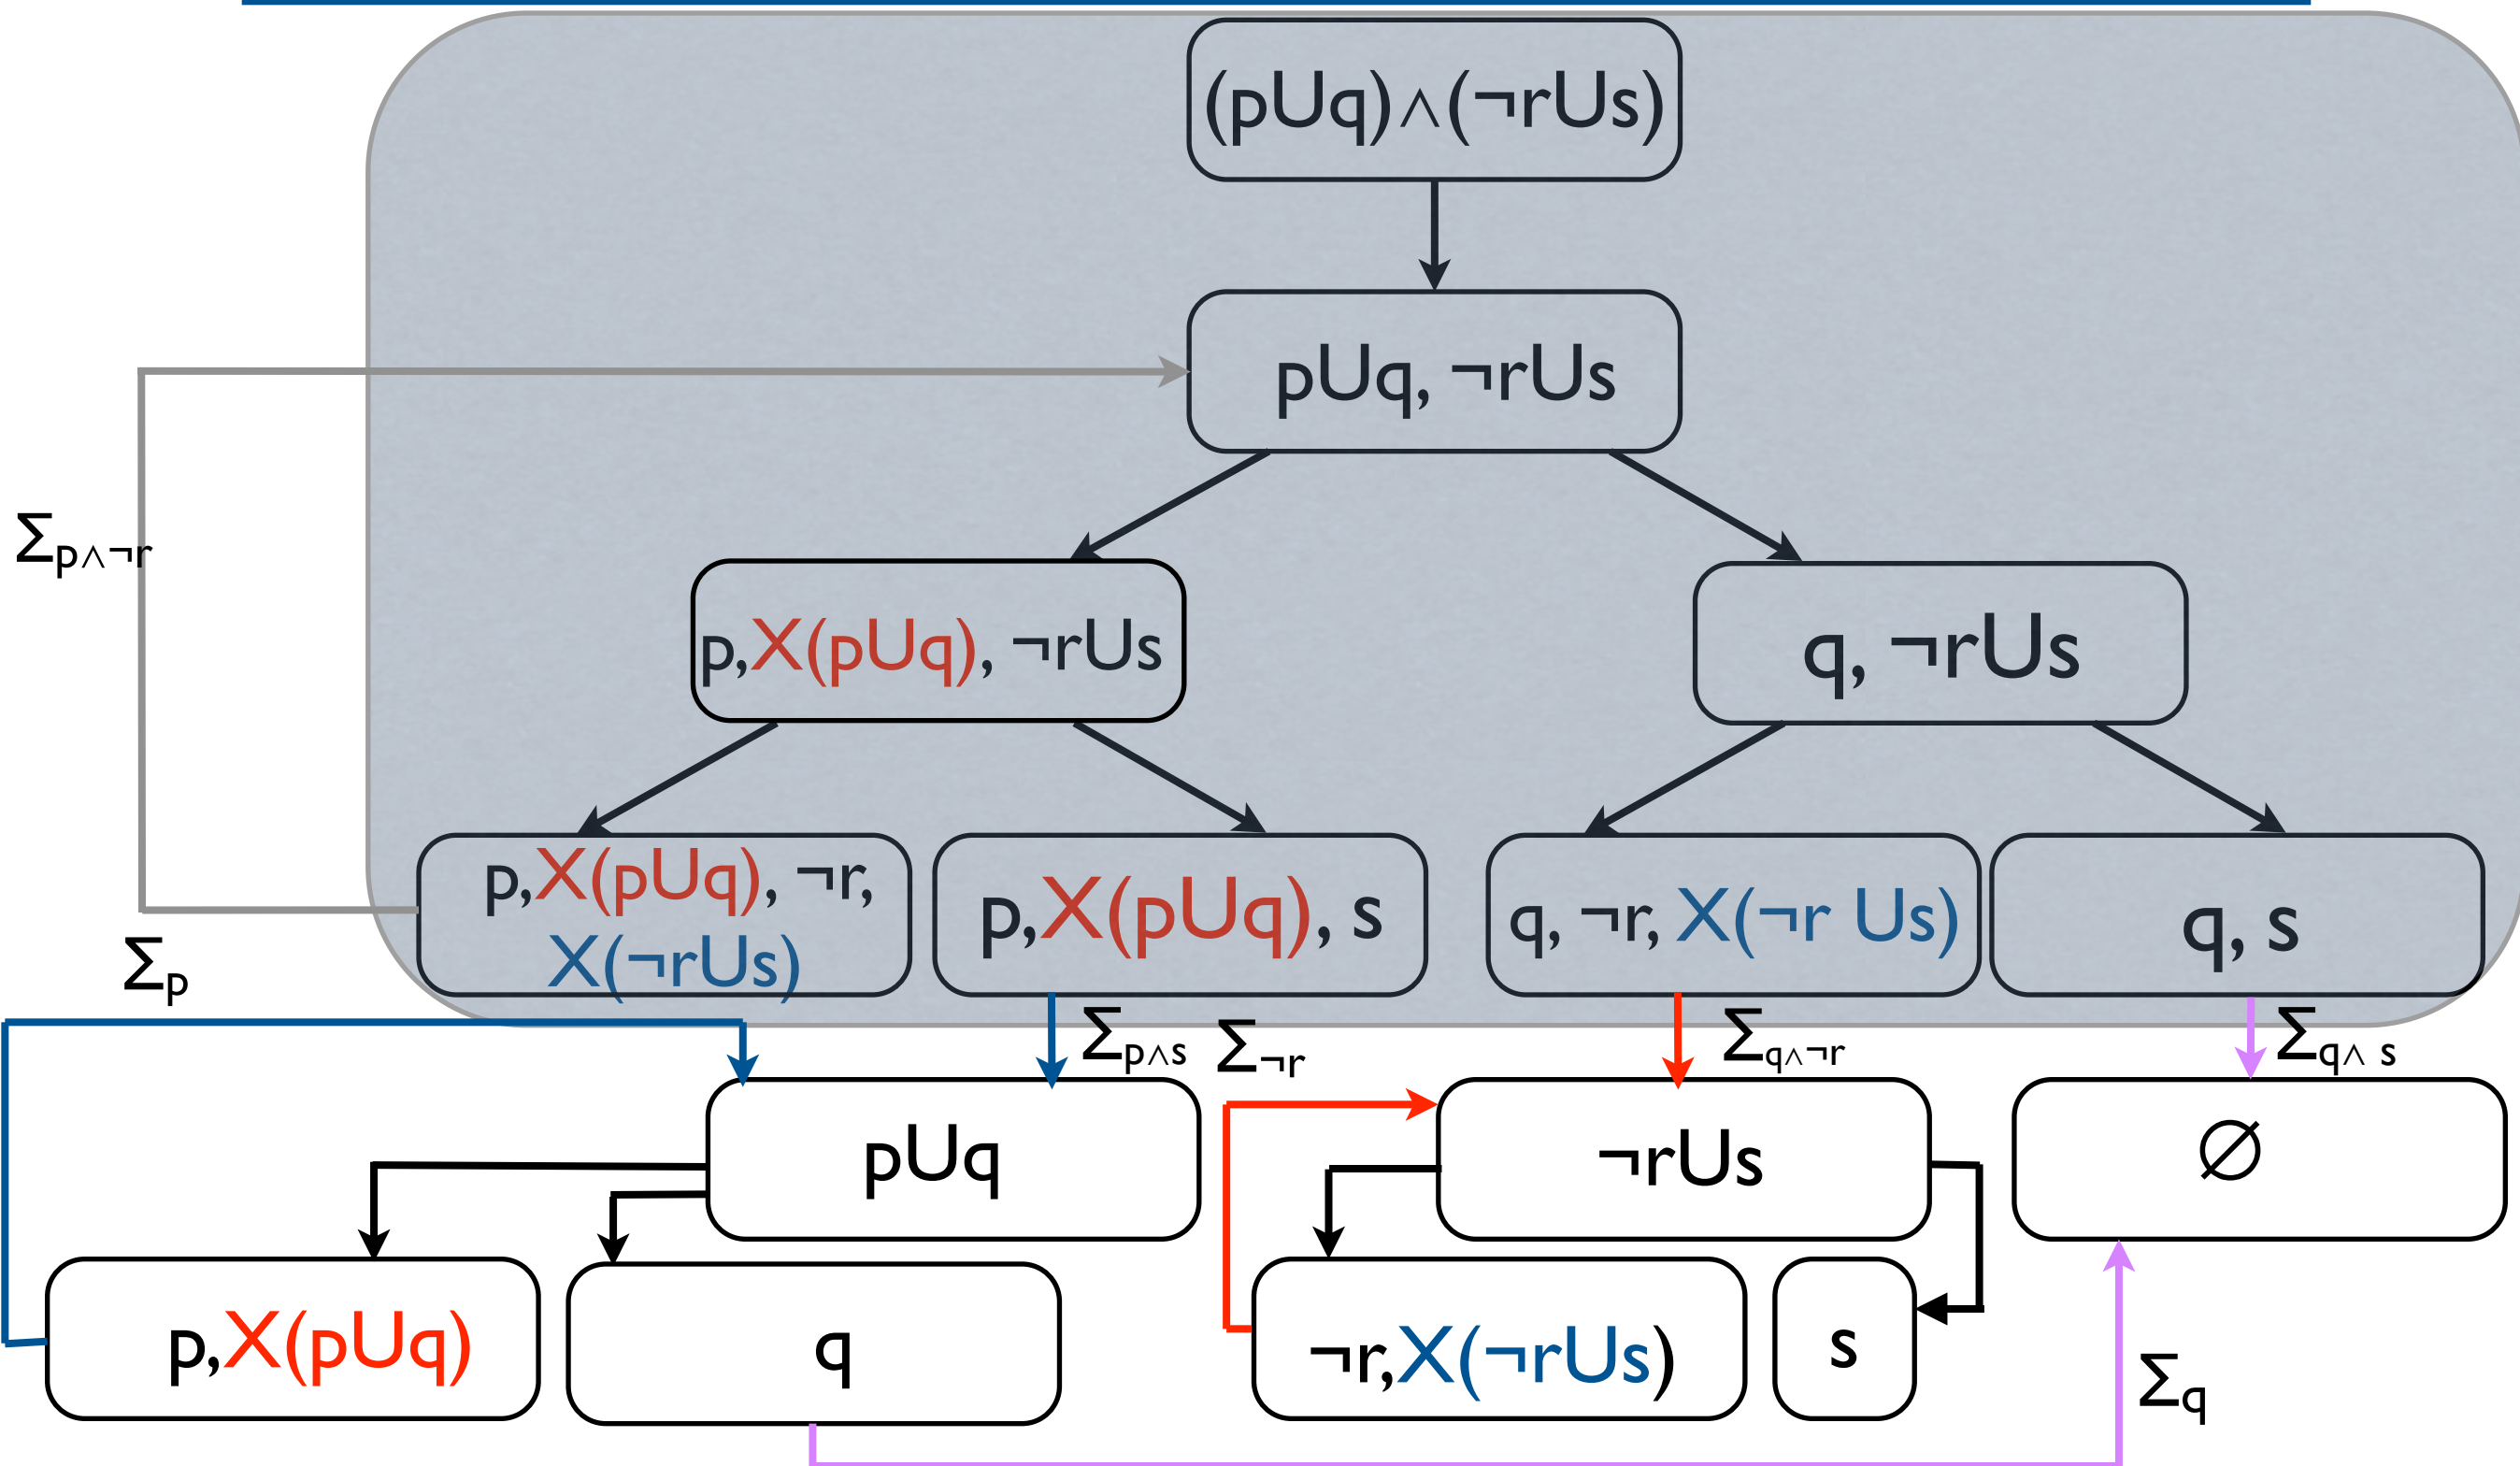 (pUq)∧(¬rUs)
pUq, ¬rUs
Σp∧¬r
p,X(pUq), ¬rUs
q, ¬rUs
p,X(pUq), ¬r,
X(¬rUs)
p,X(pUq), s
q, ¬r, X(¬r Us)
q, s
Σp
Σp∧s
Σ¬r
Σq∧¬r
Σq∧ s
pUq
¬rUs
∅
p,X(pUq)
q
¬r,X(¬rUs)
s
Σq